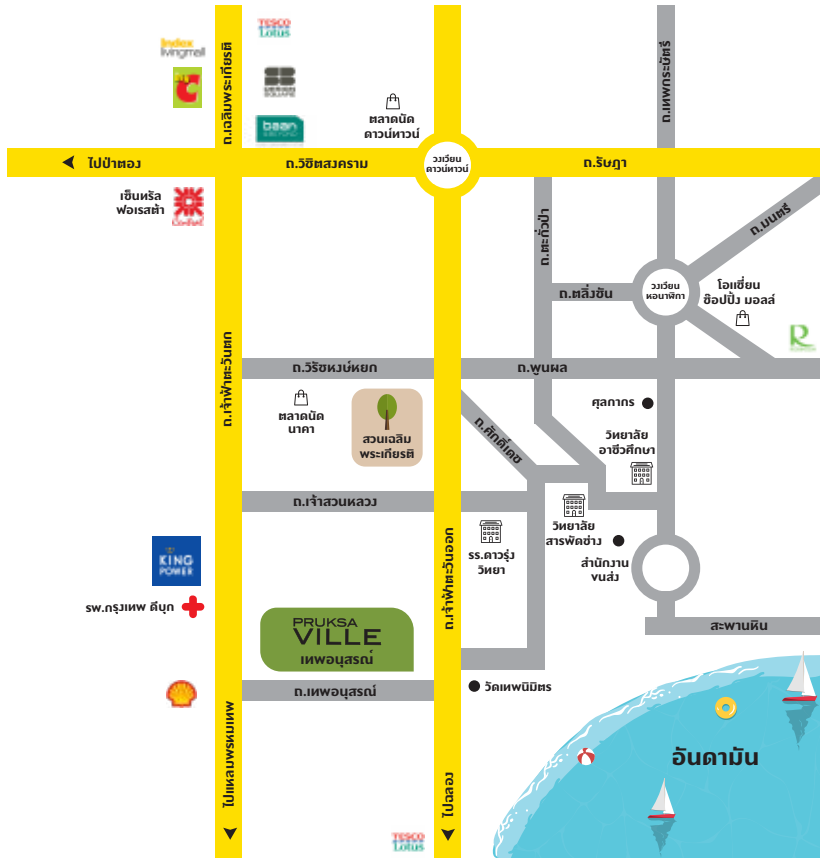 TESCO
Lotus
Index
livingmall
DESIGN
SQUARE
baan
& BEYOND
ถ.เฉลิมพระเกียรติ
ตลาดนัด
ดาวน์ทาวน์
ถ.เทพกระษัตรี
ไปป่าตอง
ถ.วิชิตสงคราม
วงเวียน
ดาวน์ทาวน์
ถ.รัษฎา
เซ็นทรัล
ฟอเรสต้า
Central
ถ.ตะกั่วป่า
ถ.มนตรี
ถ.ตลิ่งชัน
วงเวียน
หอนาฬิกา
โอเชี่ยน
ช๊อปปิ้ง มอลล์
R
ถ.เจ้าฟ้าตะวันตก
ถ.วิรัชหงษ์หยก
ถ.พูนผล
ตลาดนัด
นาคา
สวนเฉลิม
พระเกียรติ
ถ.ศักดิ์เดช
ศุลกากร
วิทยาลัย
อาชีวศึกษา
ถ.เจ้าสวนหลวง
ถ.เจ้าฟ้าตะวันออก
รร.ดาวรุ่ง
วิทยา
วิทยาลัย
สารพัดช่าง
สำนักงาน
ขนส่ง
KING
POWER
รพ.กรุงเทพ ดีบุก
PRUKSA
VILLE
เทพอนุสรณ์
สะพานหิน
ถ.เทพอนุสรณ์
วัดเทพนิมิตร
ไปแหลมพรหมเทพ
ไปฉลอง
อันดามัน
TESCO
Lotus